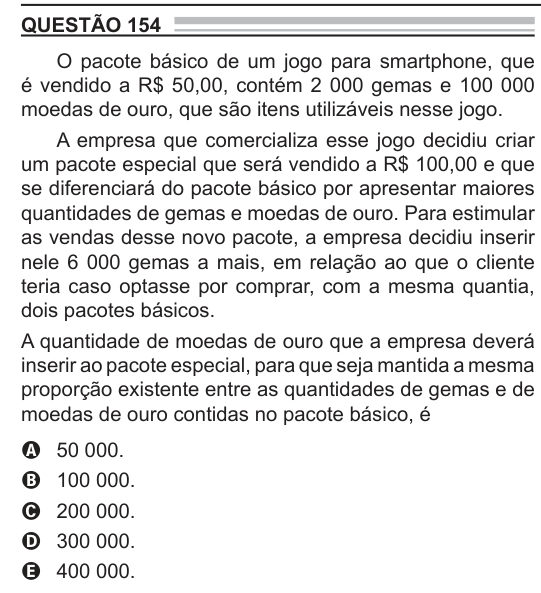 QUESTÃO 154
O pacote básico de um jogo para smartphone, que
é vendido a R$ 50,00, contém 2 000 gemas e 100 000
moedas de ouro, que são itens utilizáveis nesse jogo.
A empresa que comercializa esse jogo decidiu criar
um pacote especial que será vendido a R$ 100,00 e que
se diferenciará do pacote básico por apresentar maiores
quantidades de gemas e moedas de ouro. Para estimular
as vendas desse novo pacote, a empresa decidiu inserir
nele 6 000 gemas a mais, em relação ao que o cliente
teria caso optasse por comprar, com a mesma quantia,
dois pacotes básicos.
A quantidade de moedas de ouro que a empresa deverá
inserir ao pacote especial, para que seja mantida a mesma
proporção existente entre as quantidades de gemas e de
moedas de ouro contidas no pacote básico, é
A 50 000.
B 100 000.
C 200 000.
D 300 000.
E 400 000.